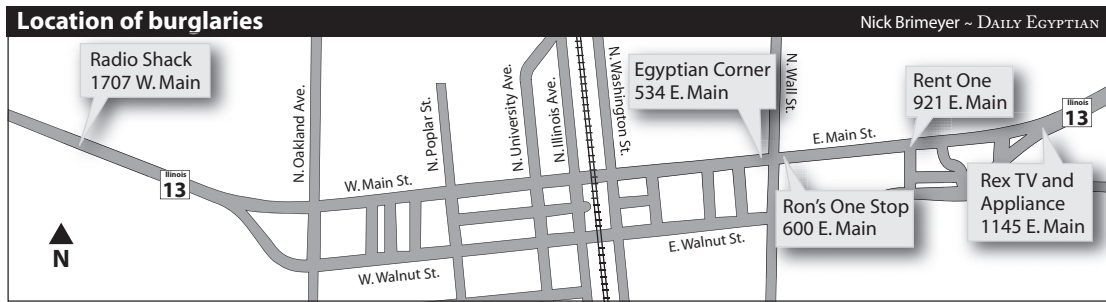 Location of burglaries
Nick Brimeyer ~ DAILY EGYPTIAN
Radio Shack
1707 W. Main
Illinois
13
N. Oakland Ave.
N. Poplar St.
N. University Ave.
N. Illinois Ave.
N. Washington St.
Egyptian Corner
534 E. Main
N. Wall St.
Rent One
921 E. Main
Illinois
13
E. Main St.
W. Main St.
Ron's One Stop
600 E. Main
Rex TV and
Appliance
1145 E. Main
E. Walnut St.
W. Walnut St.
N